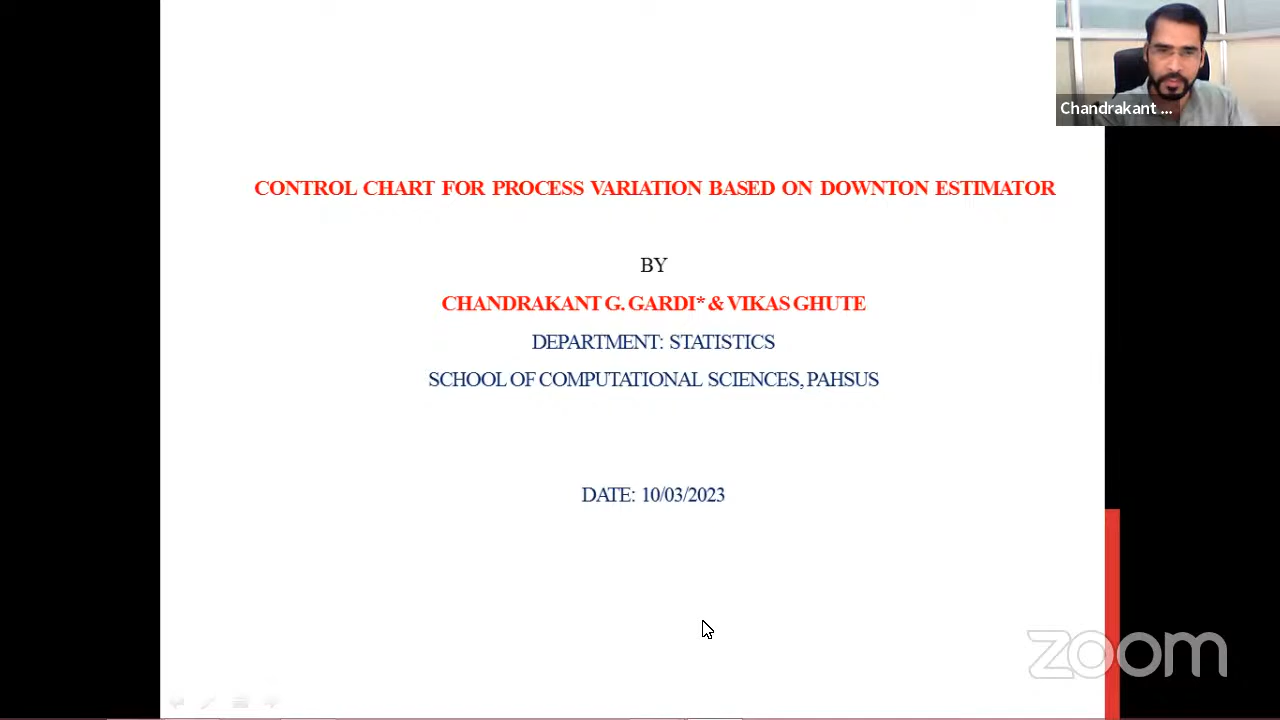 Chandrakant ...
CONTROL CHART FOR PROCESS VARIATION BASED ON DOWNTON ESTIMATOR
BY
CHANDRAKANT G. GARDI* & VIKAS GHUTE
DEPARTMENT: STATISTICS
SCHOOL OF COMPUTATIONAL SCIENCES, PAHSUS
DATE: 10/03/2023
zoom